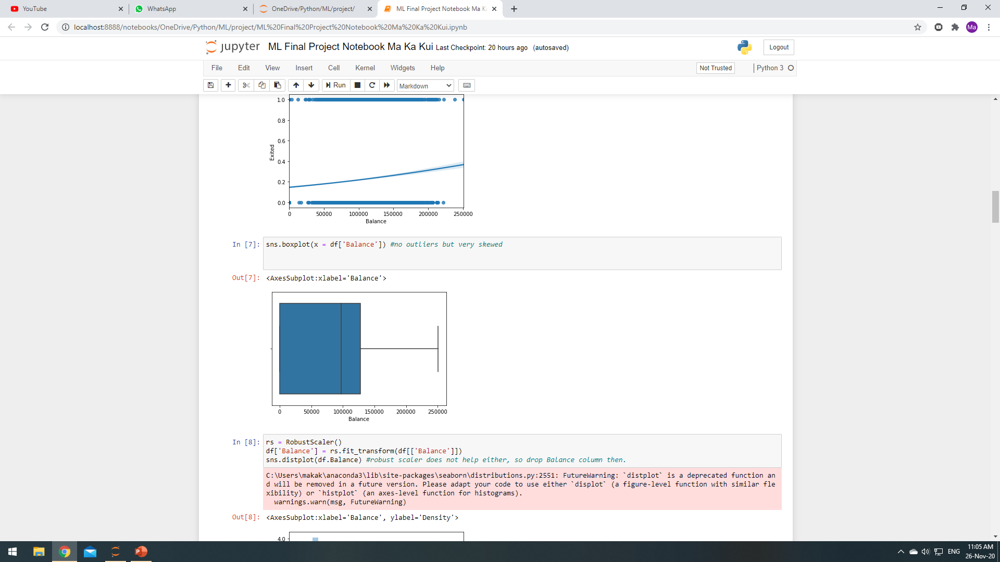 YouTube
WhatsApp
OneDrive/Python/ML/project/
ML Final Project Notebook Ma Ka
localhost:8888/notebooks/OneDrive/Python/ML/project/ML%20Final%20Project%20Notebook%20Ma%20Ka%20Kui.ipynb
Ma
jupyter ML Final Project Notebook Ma Ka Kui Last Checkpoint: 20 hours ago (autosaved)
Logout
File Edit View Insert Cell Kernel Widgets Help
Not Trusted
Python 3
Run
Markdown
1.0
0.8
0.6
0.4
0.2
0.0
Exited
0 50000 100000 150000 200000 250000
Balance
In [7]: sns.boxplot(x = df['Balance']) #no outliers but very skewed
Out[7]: <AxesSubplot:xlabel='Balance'>
0 50000 100000 150000 200000 250000
Balance
In [8]: rs = RobustScaler()
df['Balance'] = rs.fit_transform(df[['Balance']])
sns.distplot(df.Balance) #robust scaler does not help either, so drop Balance column then.
C:\Users\makak\anaconda3\lib\site-packages\seaborn\distributions.py:2551: FutureWarning: `distplot` is a deprecated function an
d will be removed in a future version. Please adapt your code to use either `displot` (a figure-level function with similar fle
xibility) or `histplot` (an axes-level function for histograms).
warnings.warn(msg, FutureWarning)
Out[8]: <AxesSubplot:xlabel='Balance', ylabel='Density'>
4.0
P
ENG
11:05 AM
26-Nov-20